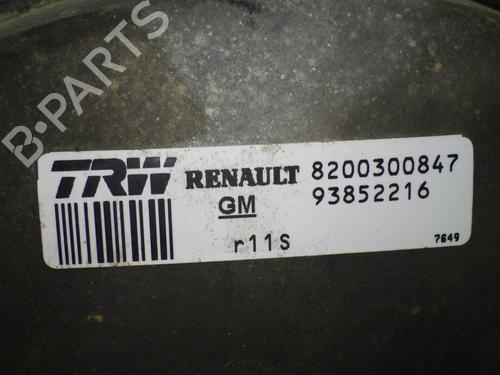 B-PARTS
TRW RENAULT 8200300847
GM 93852216
r11S 7649